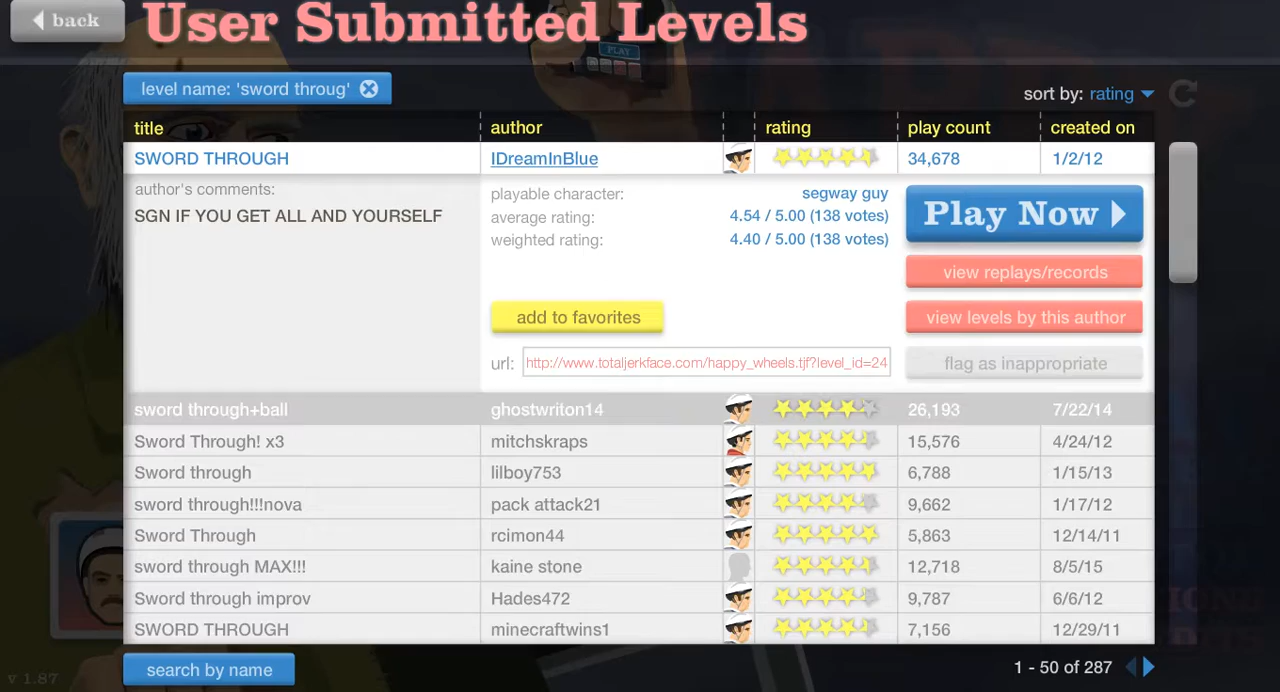 back
User Submitted Levels
PLAY
level name: 'sword throug'
sort by: rating
title author rating play count created on
SWORD THROUGH IDreamInBlue 34,678 1/2/12
author's comments:
SGN IF YOU GET ALL AND YOURSELF
playable character: segway guy
average rating: 4.54 / 5.00 (138 votes)
weighted rating: 4.40 / 5.00 (138 votes)
Play Now
view replays/records
add to favorites
view levels by this author
url: http://www.totaljerkface.com/happy_wheels.tjf?level_id=24
flag as inappropriate
sword through+ball ghostwriton14 26,193 7/22/14
Sword Through! x3 mitchskraps 15,576 4/24/12
Sword through lilboy753 6,788 1/15/13
sword through!!!nova pack attack21 9,662 1/17/12
Sword Through rcimon44 5,863 12/14/11
sword through MAX!!! kaine stone 12,718 8/5/15
Sword through improv Hades472 9,787 6/6/12
SWORD THROUGH minecraftwins1 7,156 12/29/11
search by name
1 - 50 of 287
v 1.87